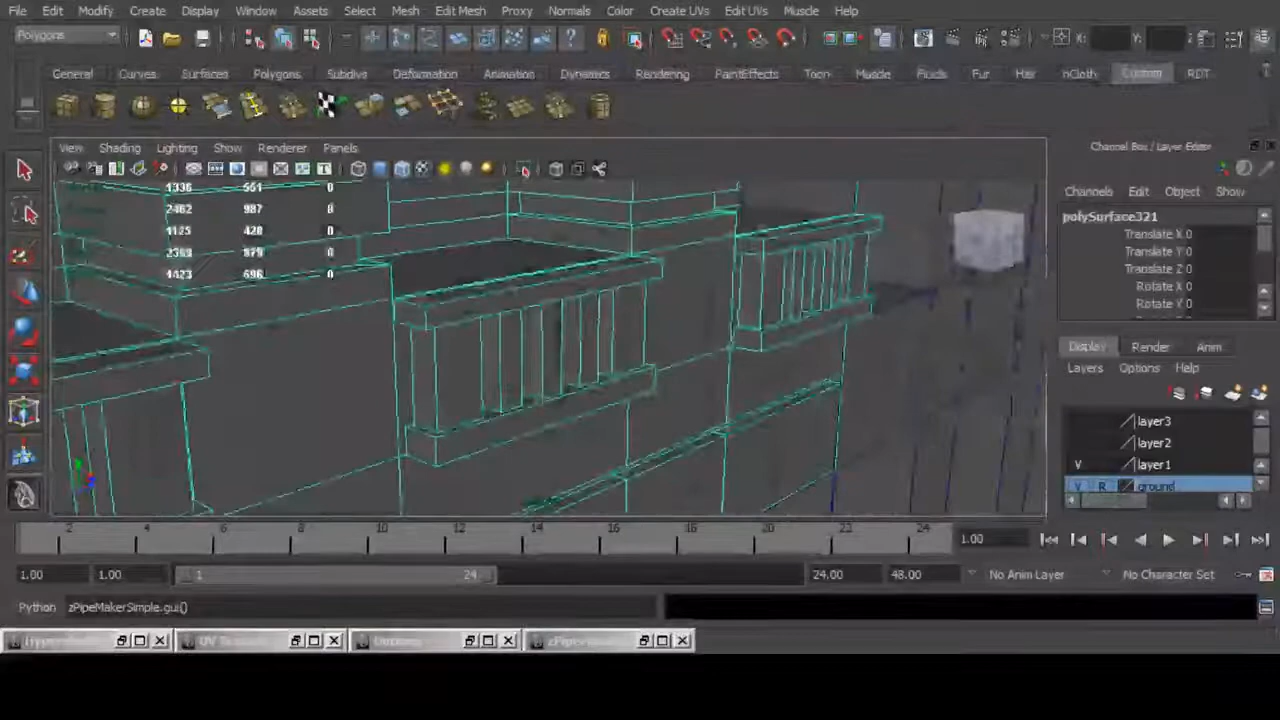 File Edit Modify Create Display Window Assets Select Mesh Edit Mesh Proxy Normals Color Create UVs Edit UVs Muscle Help
Polygons X: Y: Z:
General Curves Surfaces Polygons Subdivs Deformation Animation Dynamics Rendering PaintEffects Toon Muscle Fluids Fur Hair nCloth Custom RDT
Channel Box / Layer Editor
View Shading Lighting Show Renderer Panels
Channels Edit Object Show
1336 551 0
2462 987 0
1125 420 0
2369 979 0
1423 696 0
polySurface321
Translate X 0
Translate Y 0
Translate Z 0
Rotate X 0
Rotate Y 0
Display Render Anim
Layers Options Help
layer3
layer2
V layer1
V R ground
2 4 6 8 10 12 14 16 18 20 22 24 1.00
1.00 1.00 1 24 24.00 48.00 No Anim Layer No Character Set
Python zPipeMakerSimple.gui()